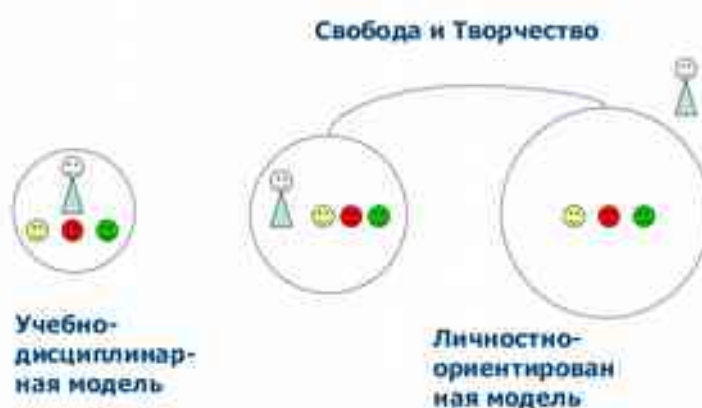 Свобода и Творчество
Учебно-
дисциплинар-
ная модель
Личностно-
ориентирован
ная модель